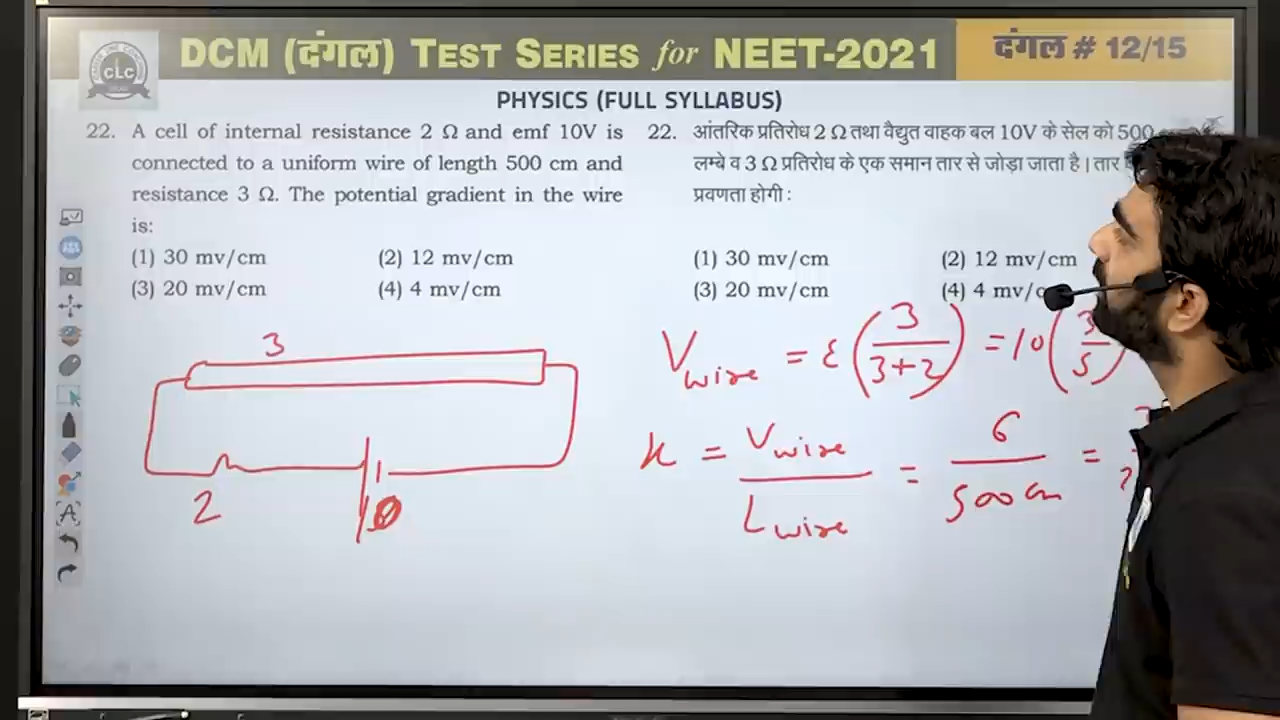 CLC
DCM (दंगल) TEST SERIES for NEET-2021
दंगल # 12/15
PHYSICS (FULL SYLLABUS)
22. A cell of internal resistance 2 Ω and emf 10V is
connected to a uniform wire of length 500 cm and
resistance 3 Ω. The potential gradient in the wire
is:
(1) 30 mv/cm (2) 12 mv/cm
(3) 20 mv/cm (4) 4 mv/cm
22. आंतरिक प्रतिरोध 2 Ω तथा वैद्युत वाहक बल 10V के सेल को 500
लम्बे व 3 Ω प्रतिरोध के एक समान तार से जोड़ा जाता है। तार
प्रवणता होगी :
(1) 30 mv/cm (2) 12 mv/cm
(3) 20 mv/cm (4) 4 mv/
3
2
10
V wire = ε (3/(3+2)) = 10 (3/5)
x = V wire / L wire = 6 / 500 cm =